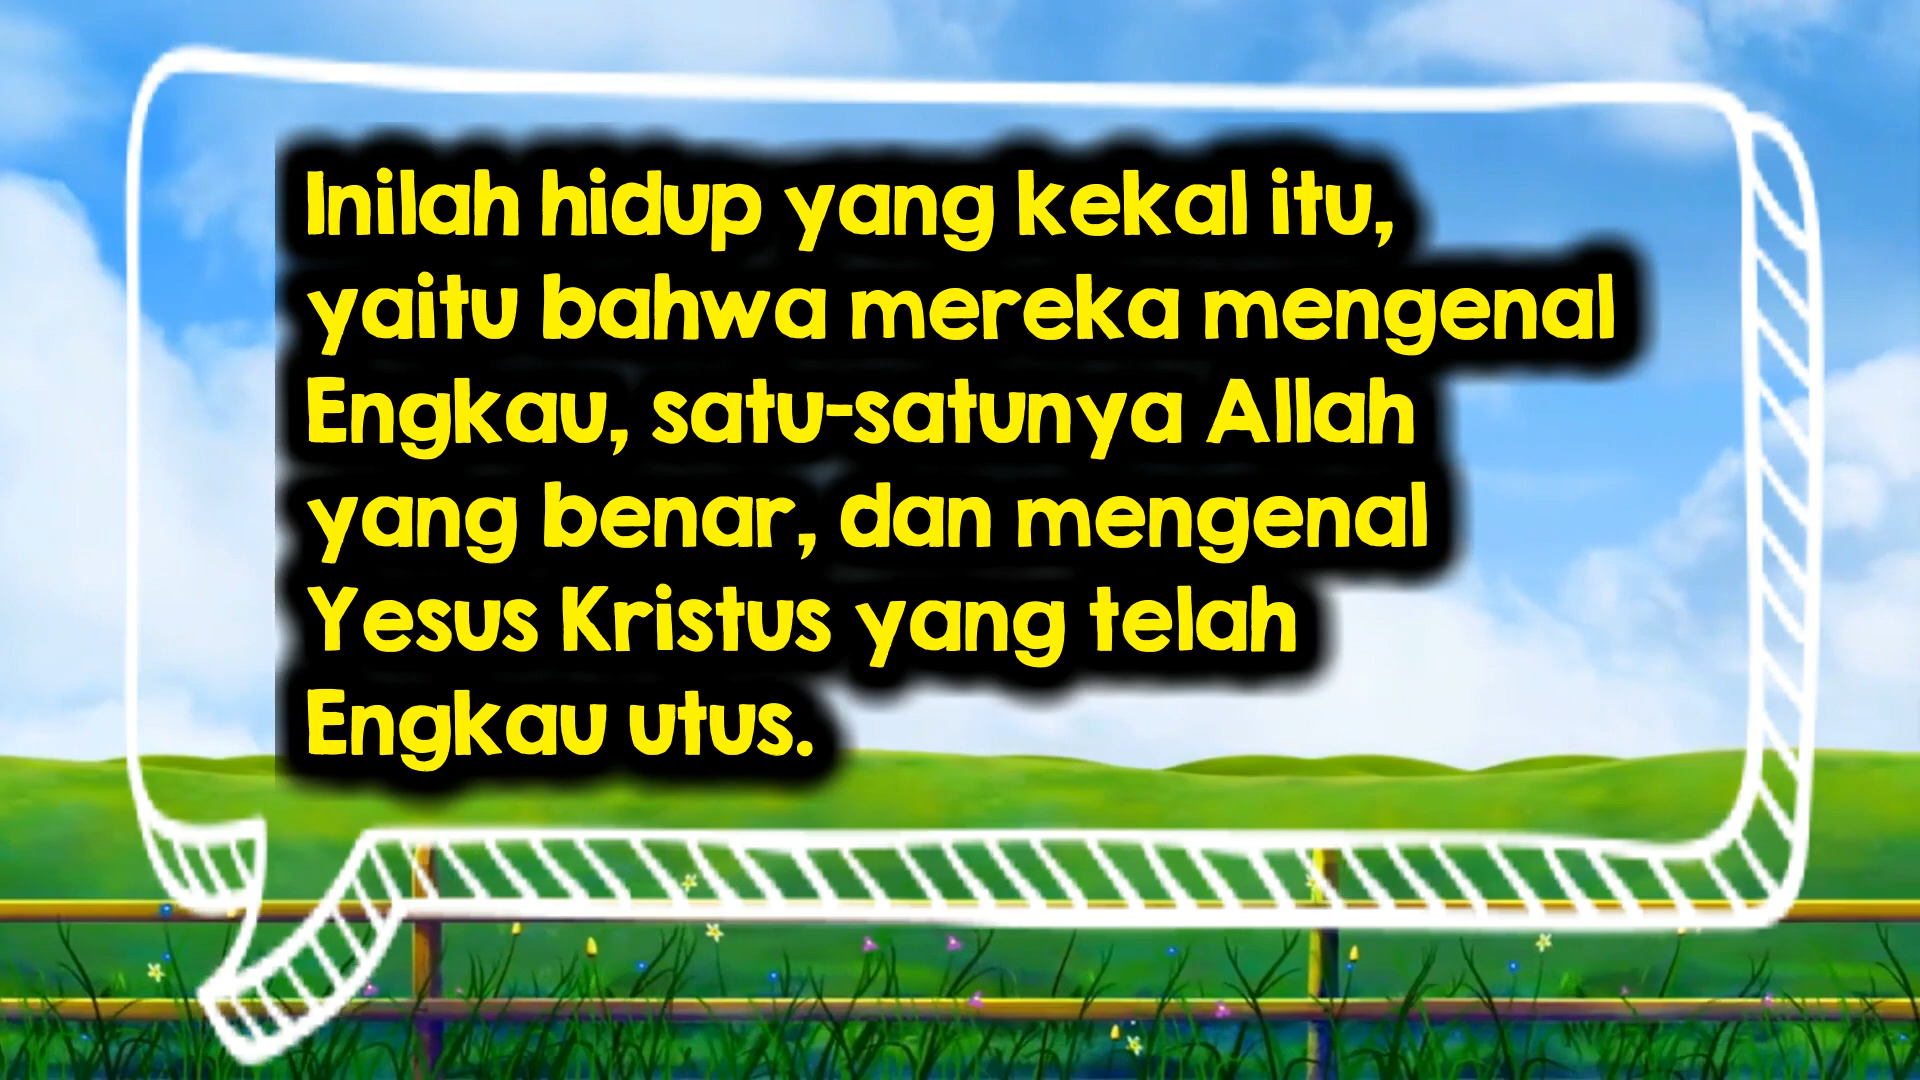 Inilah hidup yang kekal itu,
yaitu bahwa mereka mengenal
Engkau, satu-satunya Allah
yang benar, dan mengenal
Yesus Kristus yang telah
Engkau utus.